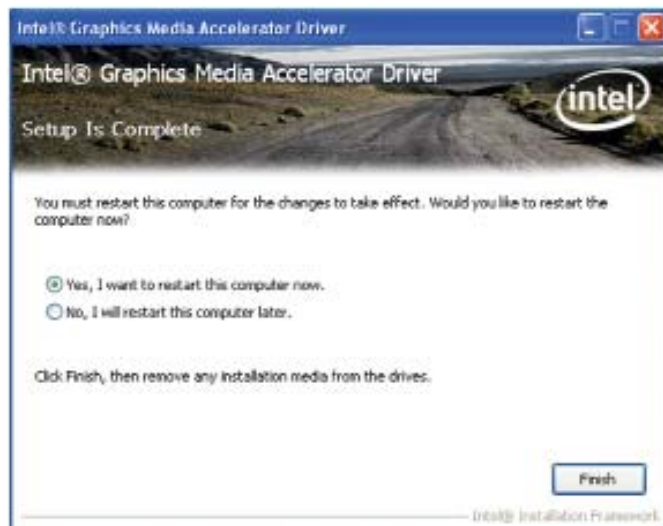 Intel® Graphics Media Accelerator Driver
Intel® Graphics Media Accelerator Driver
intel
Setup Is Complete
You must restart this computer for the changes to take effect. Would you like to restart the
computer now?
Yes, I want to restart this computer now.
No, I will restart this computer later.
Click Finish, then remove any installation media from the drives.
Finish
Intel® Installation Framework